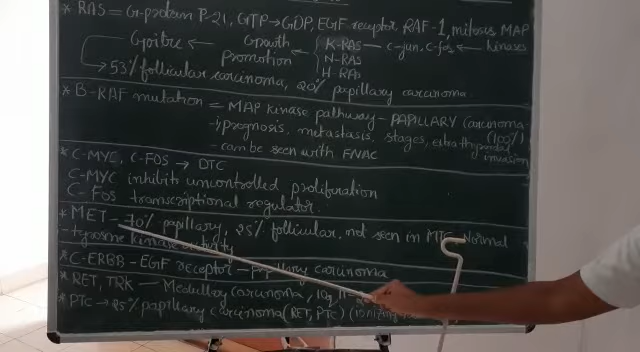 * RAS = G-protein P-21, GTP→GDP, EGF receptor RAF-1, mitosis MAP kinases
Goitre ← Growth promotion ← K-RAS — c-jun, c-fos ←
N-RAS
H-RAS
→ 53% follicular carcinoma, 20% papillary carcinoma
* B-RAF mutation = MAP kinase pathway - PAPILLARY Carcinoma (100%)
- prognosis, metastasis, stages, extrathyroidal invasion
- can be seen with FNAC
* C-MYC, C-FOS → DTC
C-MYC inhibits uncontrolled proliferation
C-FOS transcriptional regulator.
* MET - 70% papillary, 25% follicular, not seen in MTC, Normal
- tyrosine kinase activity
* C-ERBB - EGF receptor - Papillary carcinoma
* RET, TRK — Medullary Carcinoma, 10q, 11-
* PTC → 25% papillary carcinoma (RET, PTC)